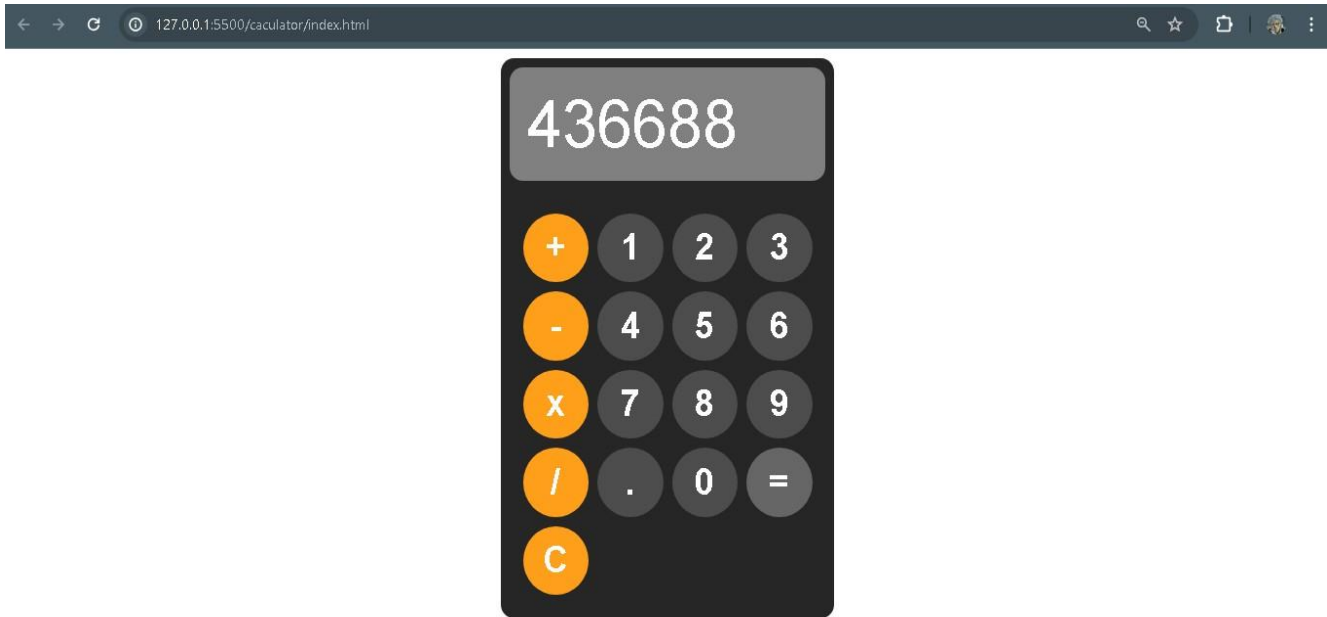 127.0.0.1:5500/caculator/index.html
436688
+ 1 2 3
- 4 5 6
x 7 8 9
/ . 0 =
C